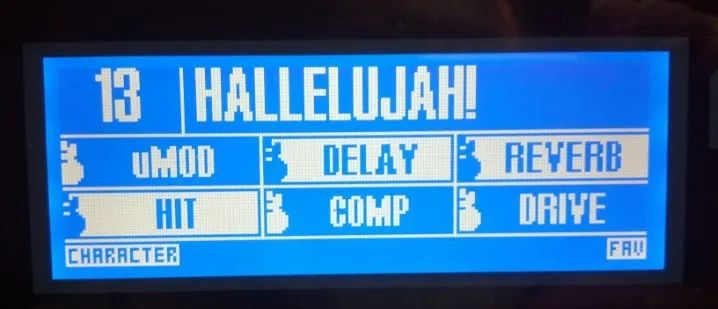 13 HALLELUJAH!
uMOD DELAY REVERB
HIT COMP DRIVE
CHARACTER FAV